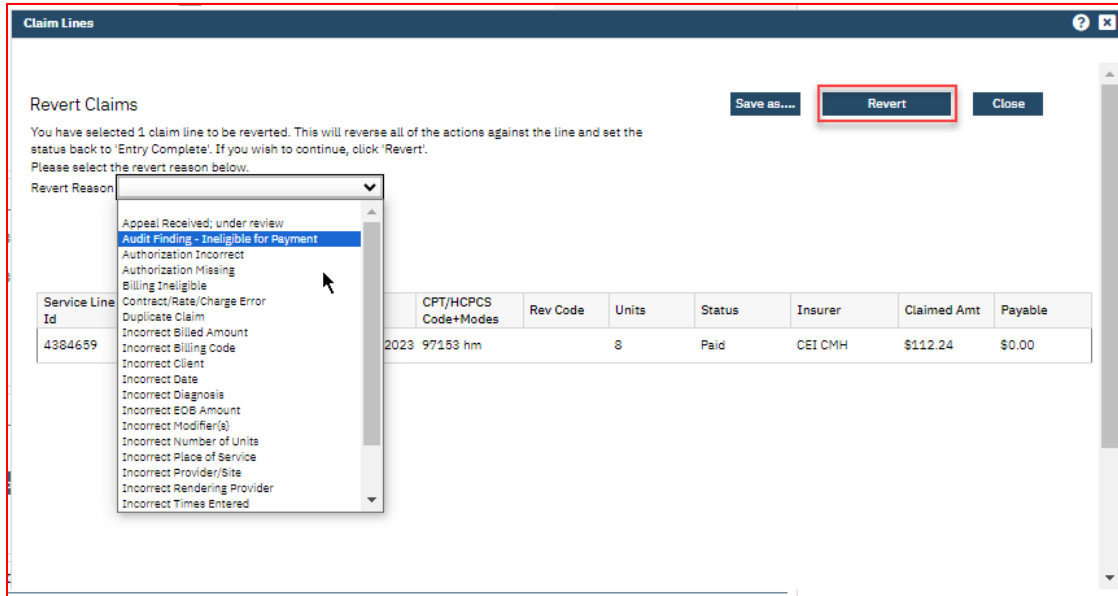 Claim Lines
Revert Claims
Save as....
Revert
Close
You have selected 1 claim line to be reverted. This will reverse all of the actions against the line and set the
status back to 'Entry Complete'. If you wish to continue, click 'Revert'.
Please select the revert reason below.
Revert Reason
Appeal Received; under review
Audit Finding - Ineligible for Payment
Authorization Incorrect
Authorization Missing
Billing Ineligible
Contract/Rate/Charge Error
Duplicate Claim
Incorrect Billed Amount
Incorrect Billing Code
Incorrect Client
Incorrect Date
Incorrect Diagnosis
Incorrect EOB Amount
Incorrect Modifier(s)
Incorrect Number of Units
Incorrect Place of Service
Incorrect Provider/Site
Incorrect Rendering Provider
Incorrect Times Entered
Service Line Id CPT/HCPCS Code+Modes Rev Code Units Status Insurer Claimed Amt Payable
4384659 2023 97153 hm 8 Paid CEI CMH $112.24 $0.00